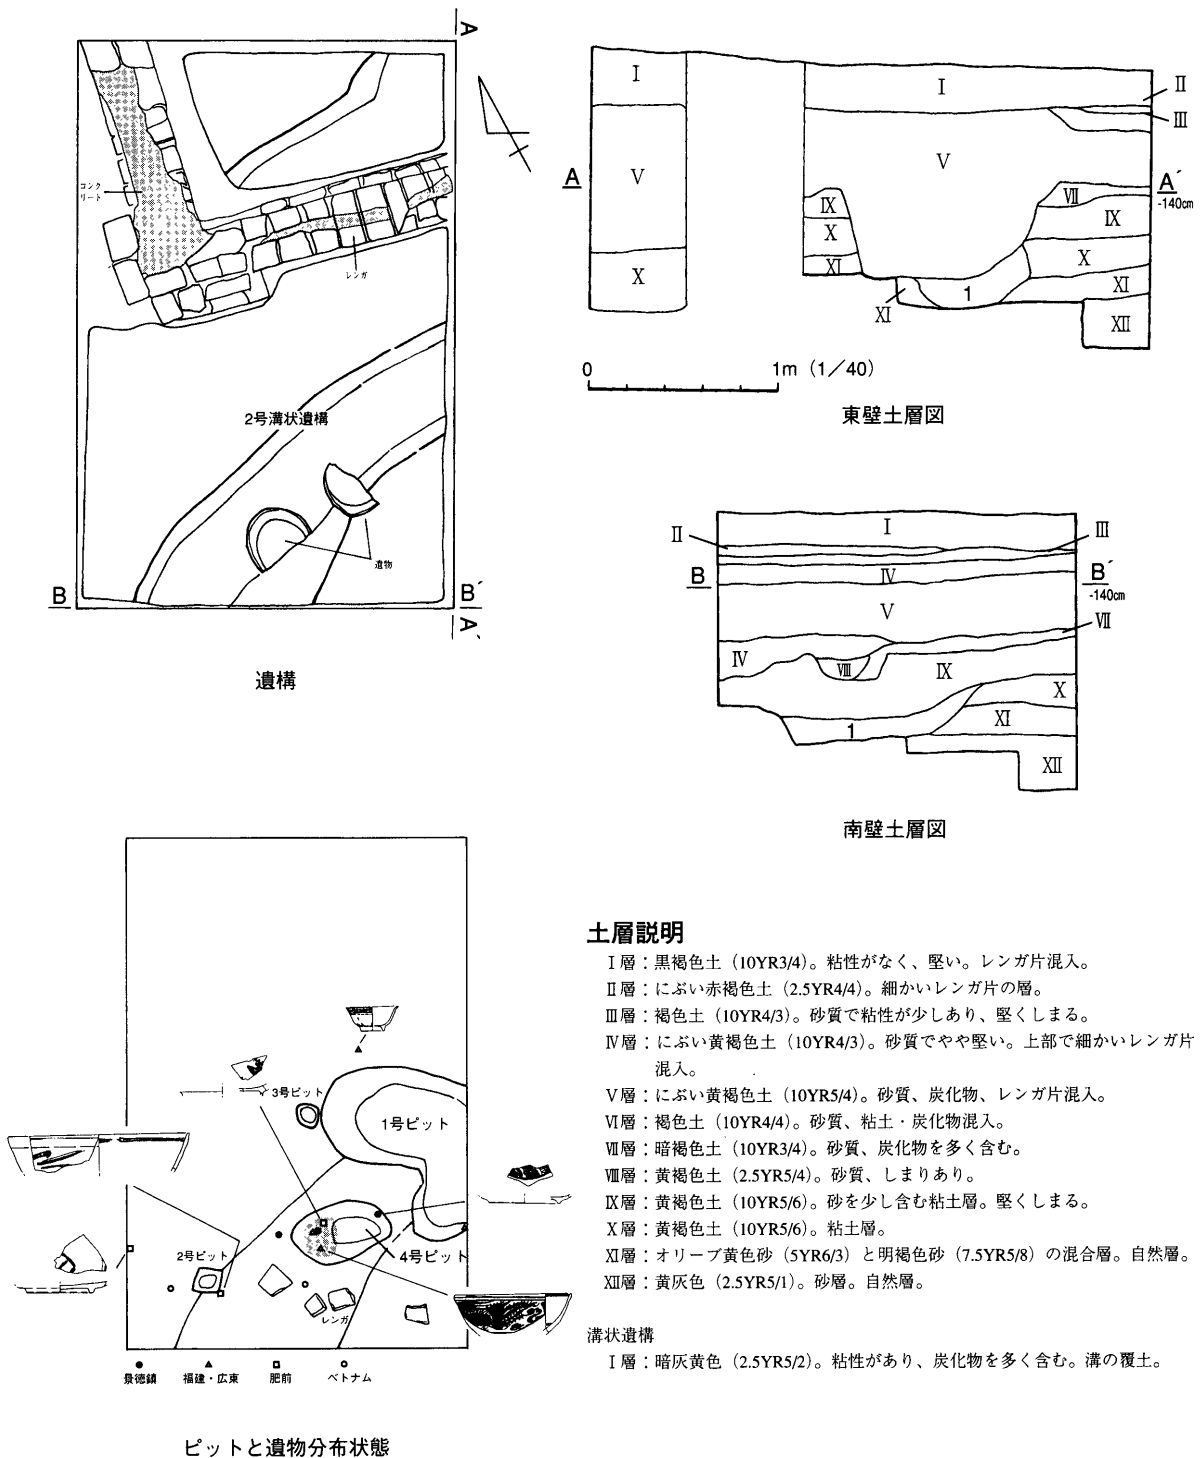 A
コンク
リート
レンガ
2号溝状遺構
遺物
B
B´
A´
遺構
I
I
II
III
V
V
A
A´
-140cm
VII
IX
IX
X
X
X
XI
XI
XI
1
XII
0
1m（1／40）
東壁土層図
I
II
III
B
IV
B´
-140cm
V
VII
IV
VIII
IX
X
XI
1
XII
南壁土層図
3号ピット
1号ピット
2号ピット
4号ピット
レンガ
景徳鎮
福建・広東
肥前
ベトナム
ピットと遺物分布状態
土層説明
I層：黒褐色土（10YR3/4）。粘性がなく、堅い。レンガ片混入。
II層：にぶい赤褐色土（2.5YR4/4）。細かいレンガ片の層。
III層：褐色土（10YR4/3）。砂質で粘性が少しあり、堅くしまる。
IV層：にぶい黄褐色土（10YR4/3）。砂質でやや堅い。上部で細かいレンガ片
混入。
V層：にぶい黄褐色土（10YR5/4）。砂質、炭化物、レンガ片混入。
VI層：褐色土（10YR4/4）。砂質、粘土・炭化物混入。
VII層：暗褐色土（10YR3/4）。砂質、炭化物を多く含む。
VIII層：黄褐色土（2.5YR5/4）。砂質、しまりあり。
IX層：黄褐色土（10YR5/6）。砂を少し含む粘土層。堅くしまる。
X層：黄褐色土（10YR5/6）。粘土層。
XI層：オリーブ黄色砂（5YR6/3）と明褐色砂（7.5YR5/8）の混合層。自然層。
XII層：黄灰色（2.5YR5/1）。砂層。自然層。
溝状遺構
I層：暗灰黄色（2.5YR5/2）。粘性があり、炭化物を多く含む。溝の覆土。